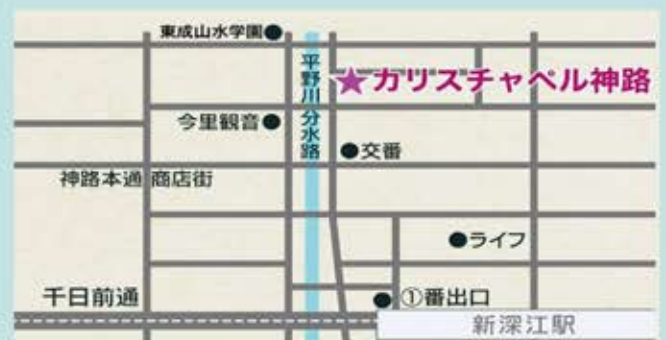 東成山水学園
平野川分水路
★カリスチャペル神路
今里観音
交番
神路本通商店街
ライフ
千日前通
①番出口
新深江駅